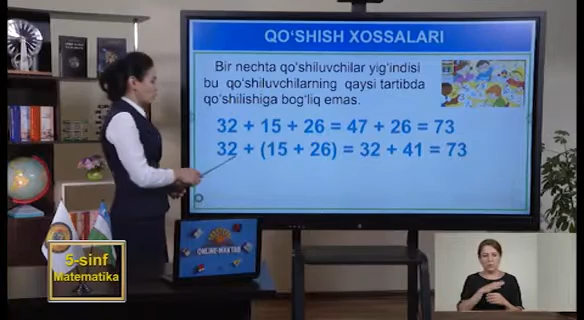 QO'SHISH XOSSALARI
Bir nechta qo'shiluvchilar yig'indisi
bu qo'shiluvchilarning qaysi tartibda
qo'shilishiga bog'liq emas.
32 + 15 + 26 = 47 + 26 = 73
32 + (15 + 26) = 32 + 41 = 73
ONLINE-MAKTAB
5-sinf
Matematika